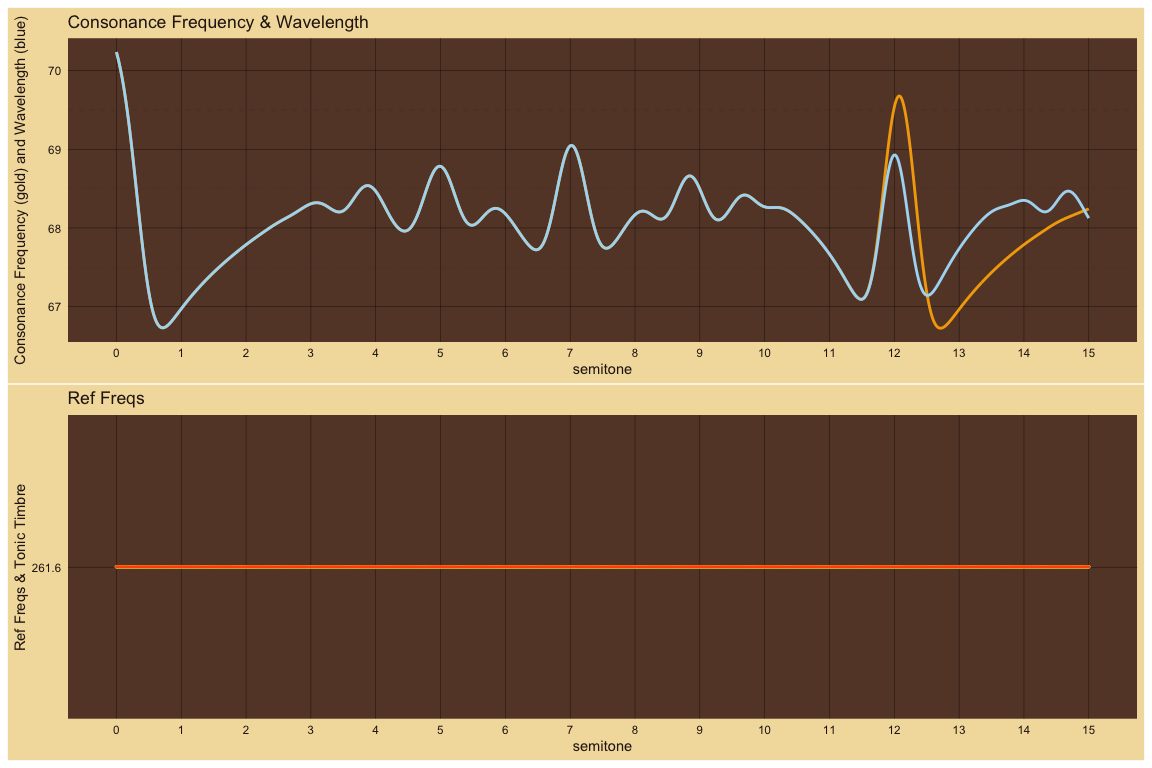 Consonance Frequency & Wavelength
Consonance Frequency (gold) and Wavelength (blue)
70
69
68
67
0 1 2 3 4 5 6 7 8 9 10 11 12 13 14 15
semitone
Ref Freqs
Ref Freqs & Tonic Timbre
261.6
0 1 2 3 4 5 6 7 8 9 10 11 12 13 14 15
semitone